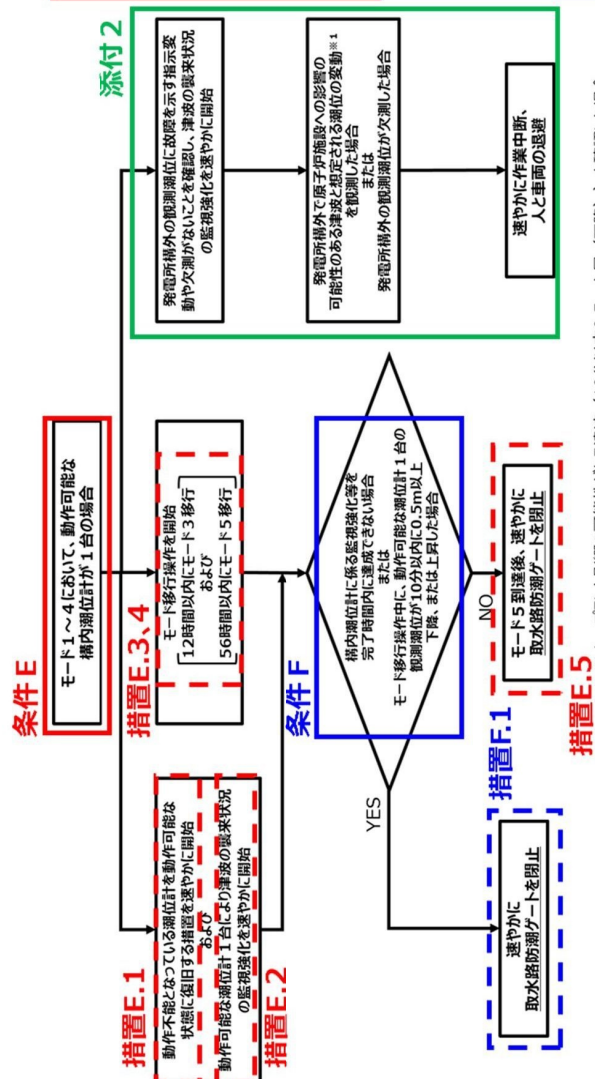 条件E
モード1～4において、動作可能な
構内潮位計が1台の場合
措置E.1
動作不能となっている潮位計を動作可能な
状態に復旧する措置を速やかに開始
および
動作可能な潮位計1台により津波の襲来状況
の監視強化を速やかに開始
措置E.2
措置E.3、4
モード移行操作を開始
12時間以内にモード3移行
および
56時間以内にモード5移行
添付2
発電所構外の観測潮位に故障を示す指示変
動や欠測がないことを確認し、津波の襲来状況
の監視強化を速やかに開始
発電所構外で原子炉施設への影響の
可能性のある津波と想定される潮位の変動※1
を観測した場合
または
発電所構外の観測潮位が欠測した場合
速やかに作業中断、
人と車両の退避
条件F
構内潮位計に係る監視強化等を
完了時間内に達成できない場合
または
モード移行操作中に、動作可能な潮位計1台の
観測潮位が10分以内に0.5m以上
下降、または上昇した場合
YES
NO
措置F.1
速やかに
取水路防潮ゲートを閉止
モード5到達後、速やかに
取水路防潮ゲートを閉止
措置E.5